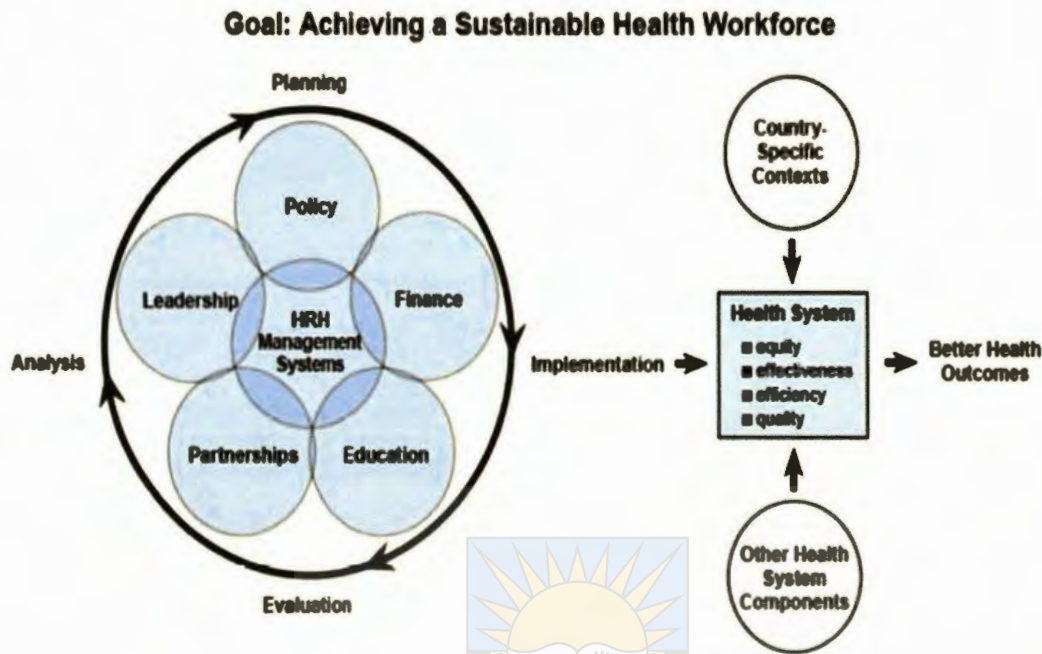 Goal: Achieving a Sustainable Health Workforce
Planning
Policy
Leadership
Finance
HRH
Management
Systems
Analysis
Partnerships
Education
Evaluation
Implementation
Country-
Specific
Contexts
Health System
equity
effectiveness
efficiency
quality
Better Health
Outcomes
Other Health
System
Components